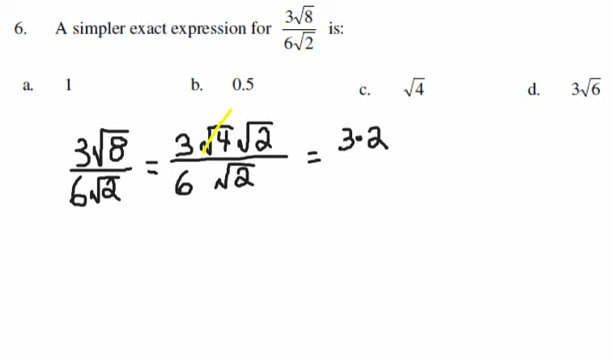 6. A simpler exact expression for 3√8/6√2 is:
a. 1 b. 0.5 c. √4 d. 3√6
3√8/6√2 = 3√4√2/6√2 = 3·2